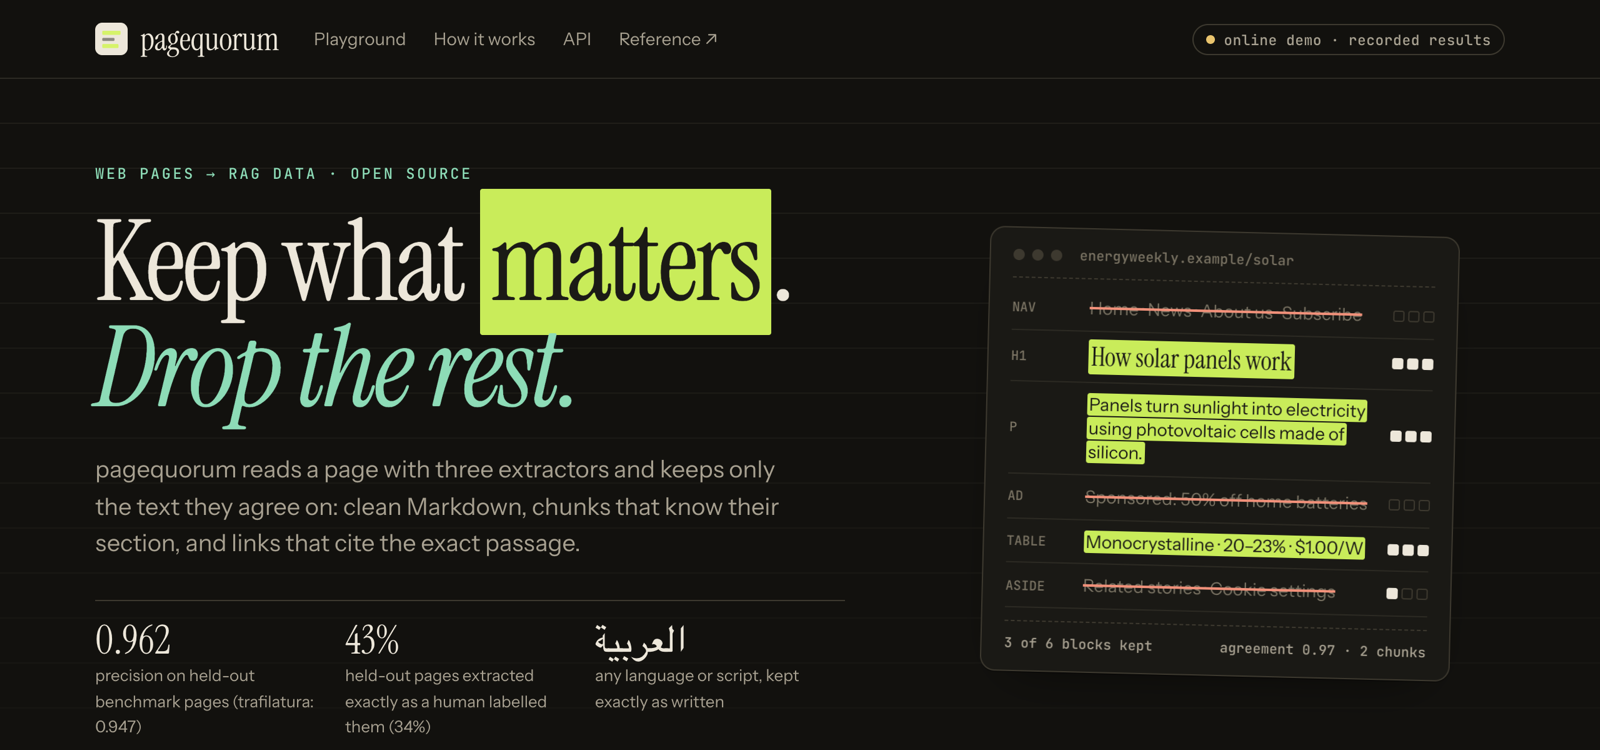 pagequorum
Playground
How it works
API
Reference ↗
online demo · recorded results
WEB PAGES → RAG DATA · OPEN SOURCE
Keep what matters.
Drop the rest.
pagequorum reads a page with three extractors and keeps only
the text they agree on: clean Markdown, chunks that know their
section, and links that cite the exact passage.
0.962
precision on held-out
benchmark pages (trafilatura:
0.947)
43%
held-out pages extracted
exactly as a human labelled
them (34%)
العربية
any language or script, kept
exactly as written
energyweekly.example/solar
NAV
Home News About us Subscribe
H1
How solar panels work
P
Panels turn sunlight into electricity
using photovoltaic cells made of
silicon.
AD
Sponsored: 50% off home batteries
TABLE
Monocrystalline · 20–23% · $1.00/W
ASIDE
Related stories Cookie settings
3 of 6 blocks kept
agreement 0.97 · 2 chunks